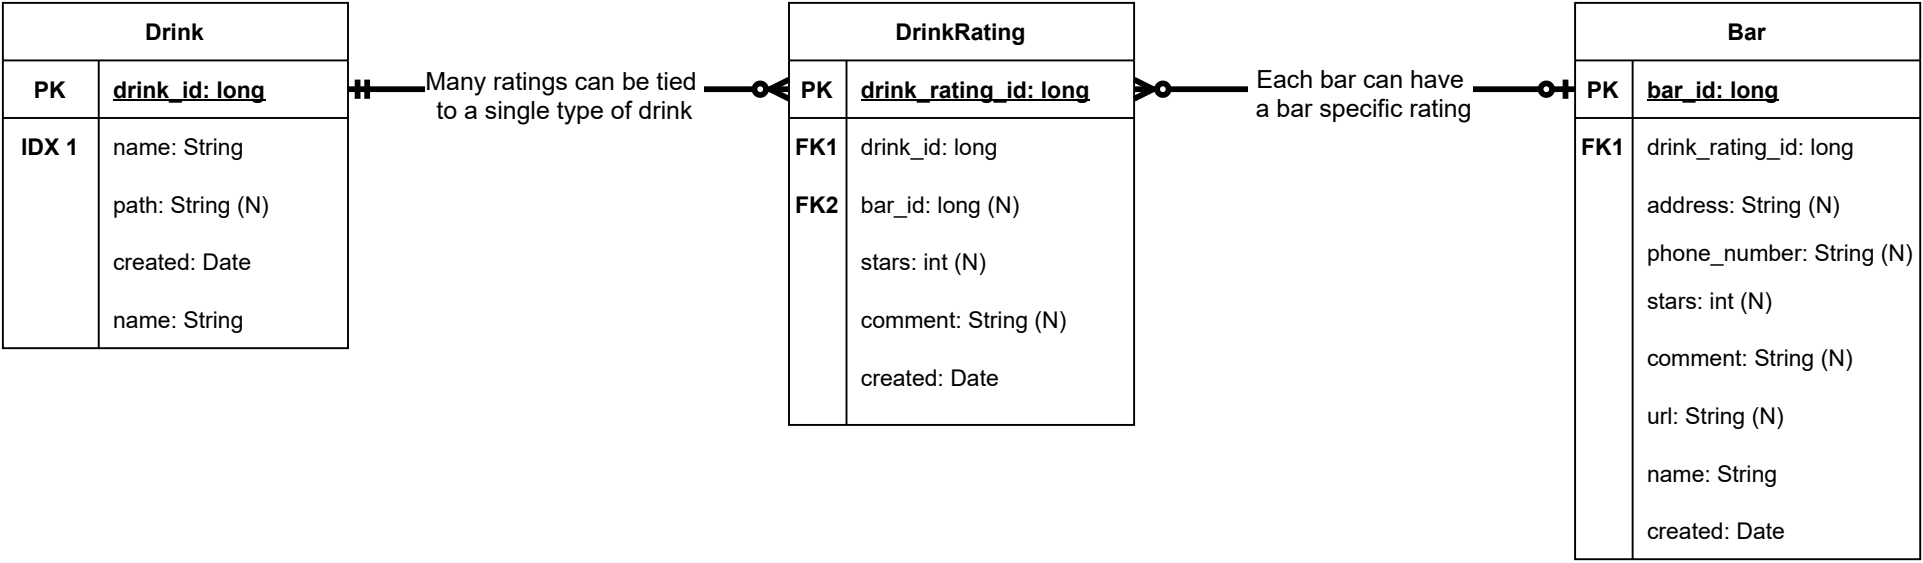 Drink
PK drink_id: long
IDX 1 name: String
path: String (N)
created: Date
name: String
Many ratings can be tied
to a single type of drink
DrinkRating
PK drink_rating_id: long
FK1 drink_id: long
FK2 bar_id: long (N)
stars: int (N)
comment: String (N)
created: Date
Each bar can have
a bar specific rating
Bar
PK bar_id: long
FK1 drink_rating_id: long
address: String (N)
phone_number: String (N)
stars: int (N)
comment: String (N)
url: String (N)
name: String
created: Date